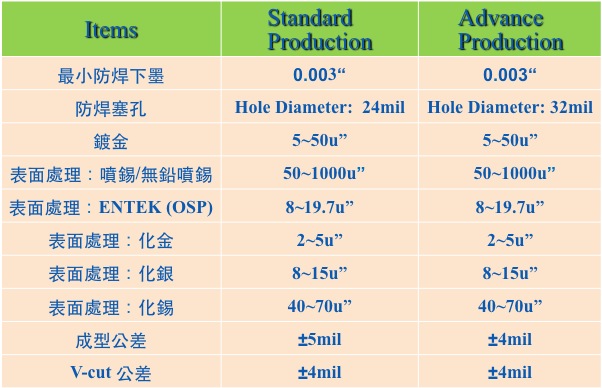 Items Standard Production Advance Production
最小防焊下墨 0.003“ 0.003“
防焊塞孔 Hole Diameter: 24mil Hole Diameter: 32mil
鍍金 5~50u” 5~50u”
表面處理：噴錫/無鉛噴錫 50~1000u” 50~1000u”
表面處理：ENTEK (OSP) 8~19.7u” 8~19.7u”
表面處理：化金 2~5u” 2~5u”
表面處理：化銀 8~15u” 8~15u”
表面處理：化錫 40~70u” 40~70u”
成型公差 ±5mil ±4mil
V-cut 公差 ±4mil ±4mil